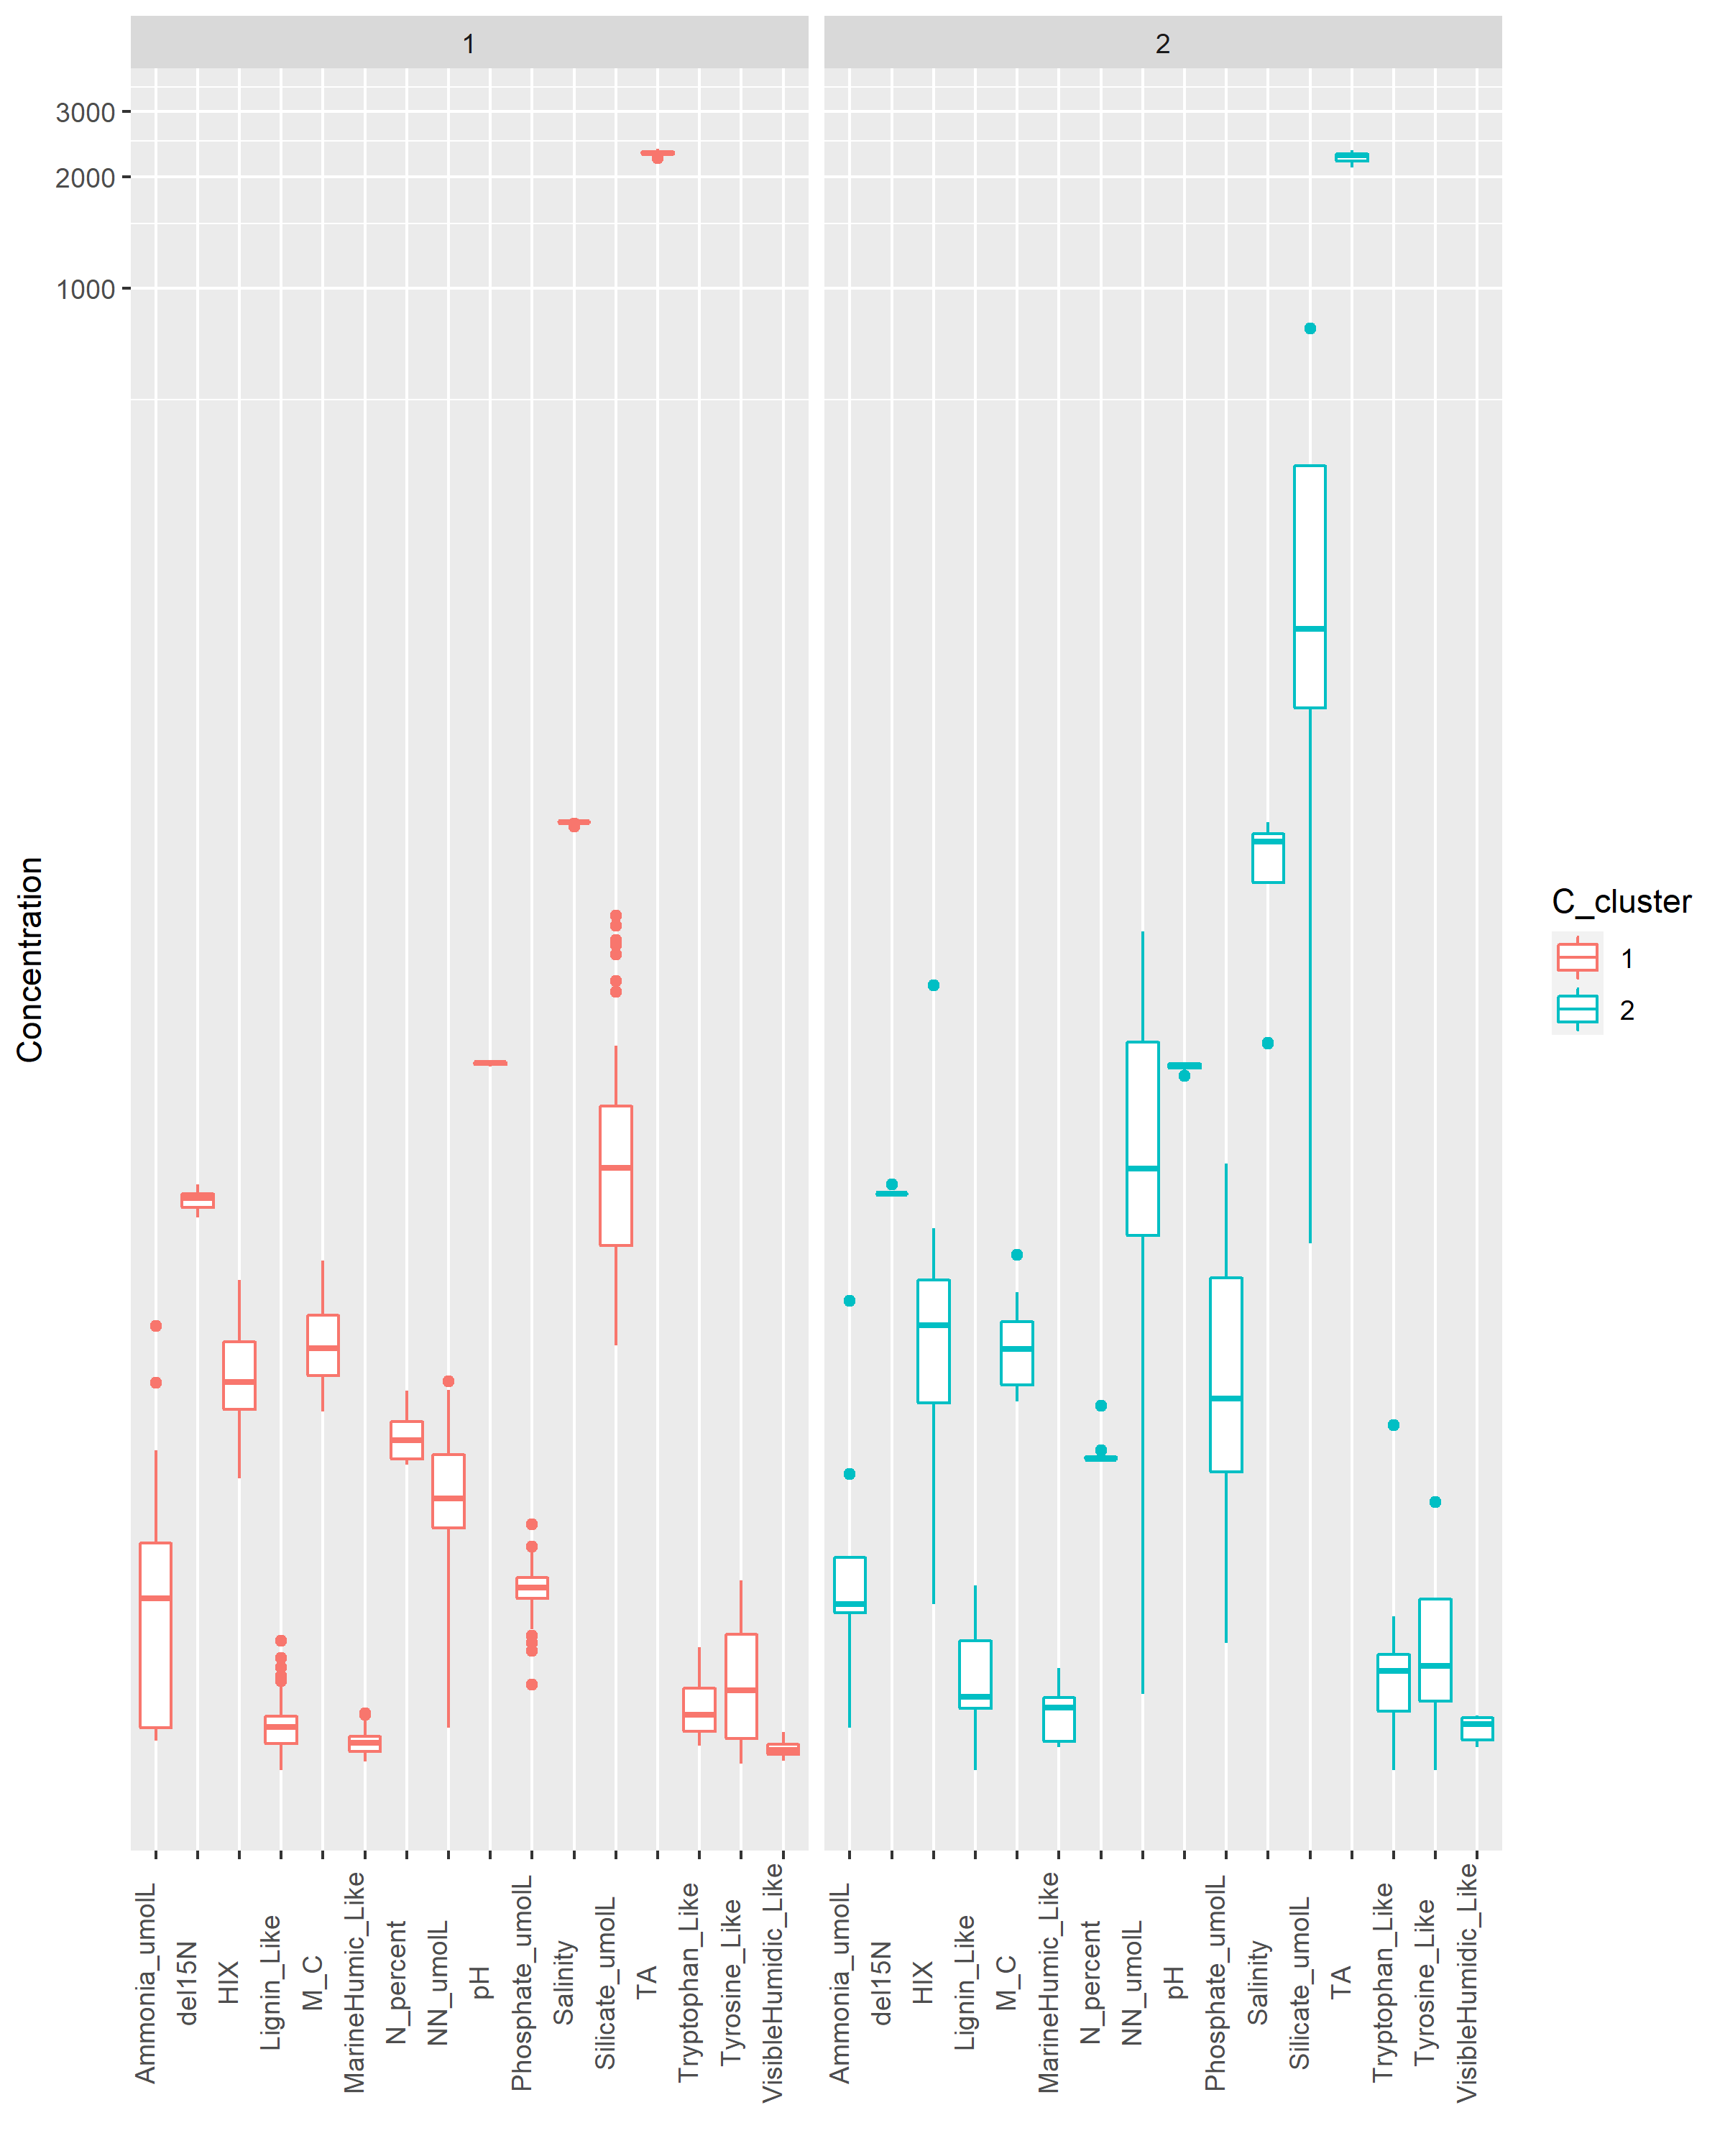 1
2
3000
2000
1000
Concentration
Ammonia_umolL
del15N
HIX
Lignin_Like
M_C
MarineHumic_Like
N_percent
NN_umolL
pH
Phosphate_umolL
Salinity
Silicate_umolL
TA
Tryptophan_Like
Tyrosine_Like
VisibleHumidic_Like
Ammonia_umolL
del15N
HIX
Lignin_Like
M_C
MarineHumic_Like
N_percent
NN_umolL
pH
Phosphate_umolL
Salinity
Silicate_umolL
TA
Tryptophan_Like
Tyrosine_Like
VisibleHumidic_Like
C_cluster
1
2